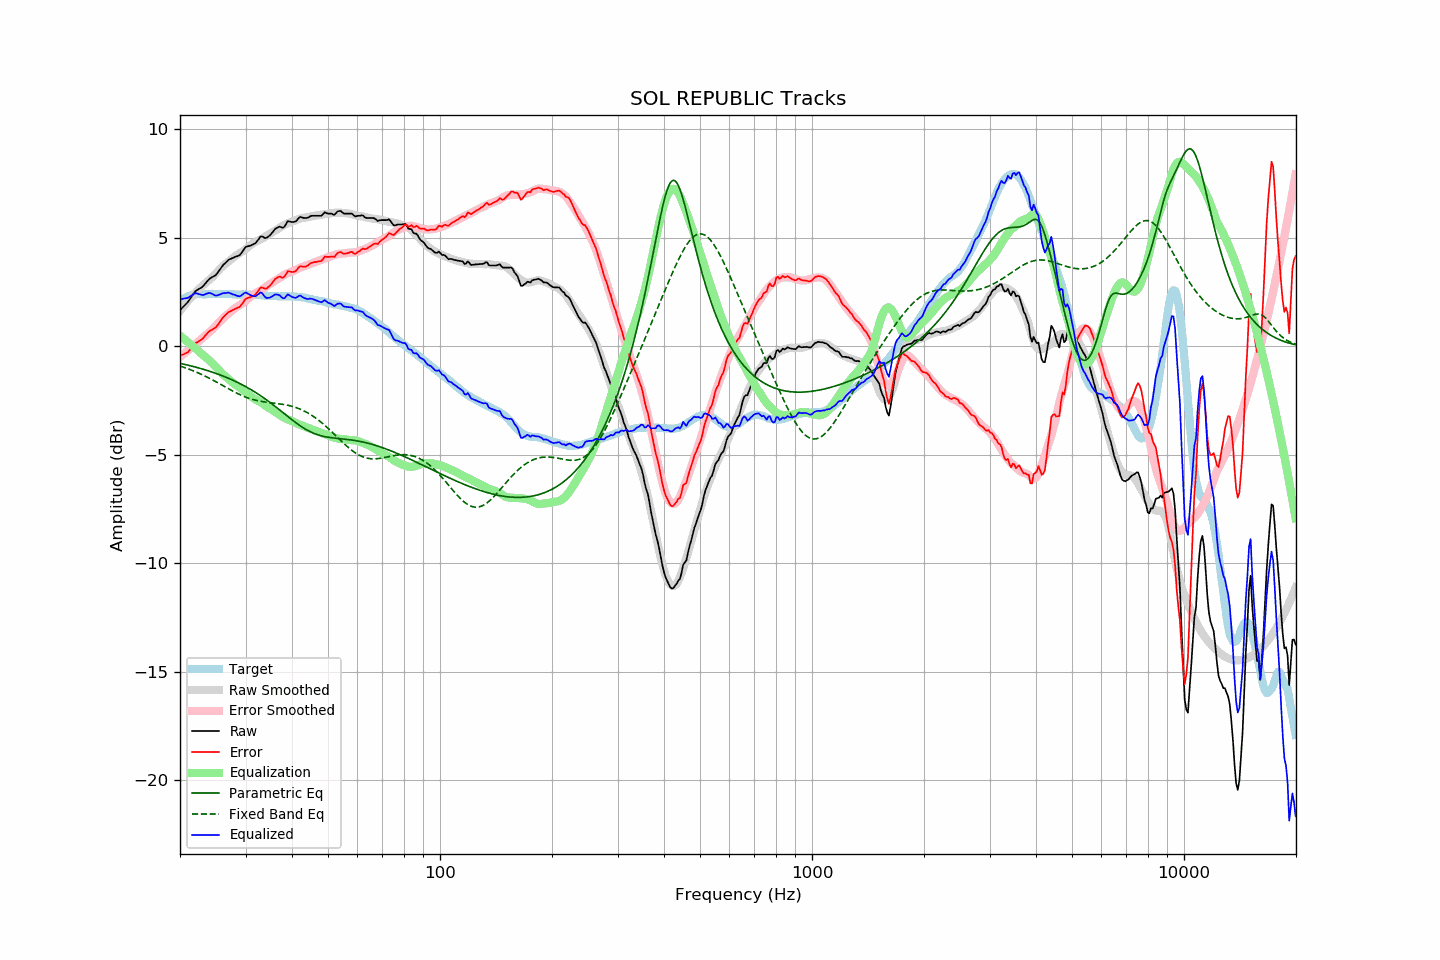 SOL REPUBLIC Tracks
10
5
0
−5
−10
−15
−20
Amplitude (dBr)
Target
Raw Smoothed
Error Smoothed
Raw
Error
Equalization
Parametric Eq
Fixed Band Eq
Equalized
100
1000
10000
Frequency (Hz)